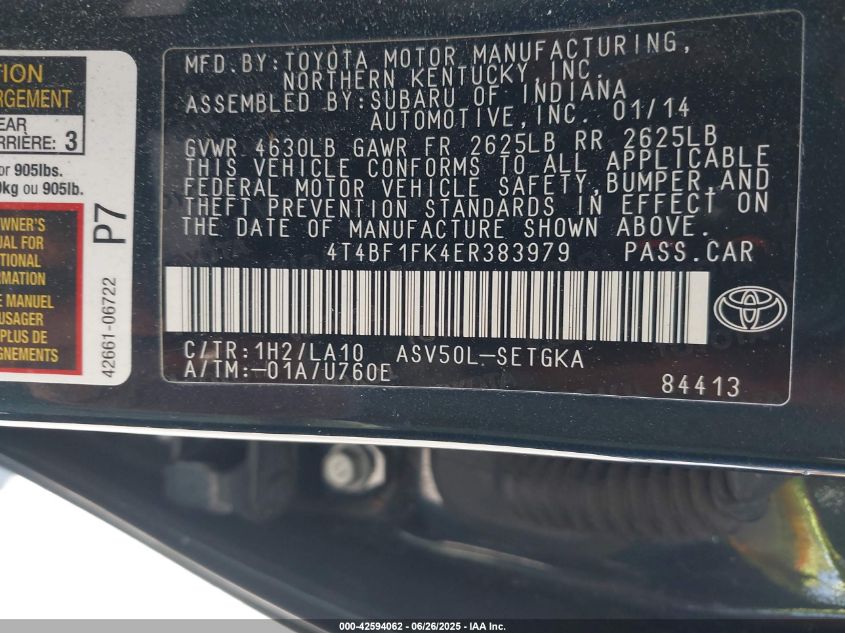 TION
RGEMENT
EAR
RRIÈRE: 3
or 905lbs.
0kg ou 905lb.
OWNER'S
UAL FOR
TIONAL
RMATION
E MANUEL
USAGER
PLUS DE
GNEMENTS
P7
42661-06722
MFD.BY:TOYOTA MOTOR MANUFACTURING,
NORTHERN KENTUCKY,INC.
ASSEMBLED BY:SUBARU OF INDIANA
AUTOMOTIVE,INC. 01/14
GVWR 4630LB GAWR FR 2625LB RR 2625LB
THIS VEHICLE CONFORMS TO ALL APPLICABLE
FEDERAL MOTOR VEHICLE SAFETY,BUMPER,AND
THEFT PREVENTION STANDARDS IN EFFECT ON
THE DATE OF MANUFACTURE SHOWN ABOVE.
4T4BF1FK4ER383979 PASS.CAR
C/TR:1H2/LA10 ASV50L-SETGKA
A/TM:-01A/U760E
84413
000-42594062 / 06/26/2025 - IAA Inc.